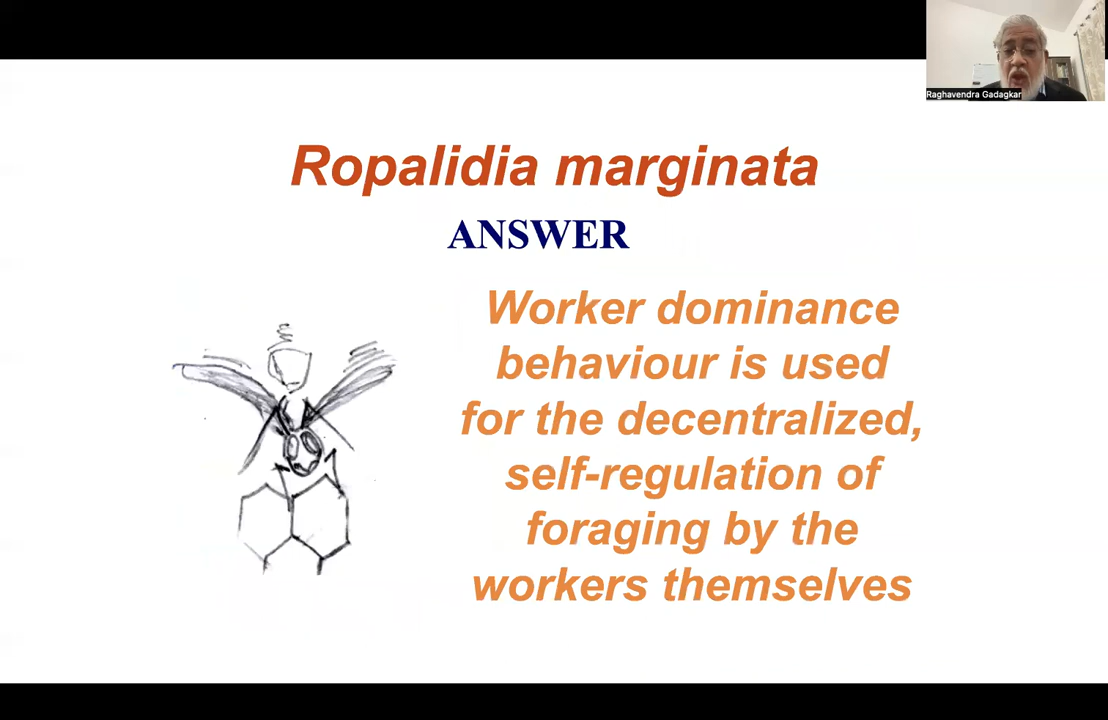 Raghavendra Gadagkar
Ropalidia marginata
ANSWER
Worker dominance
behaviour is used
for the decentralized,
self-regulation of
foraging by the
workers themselves